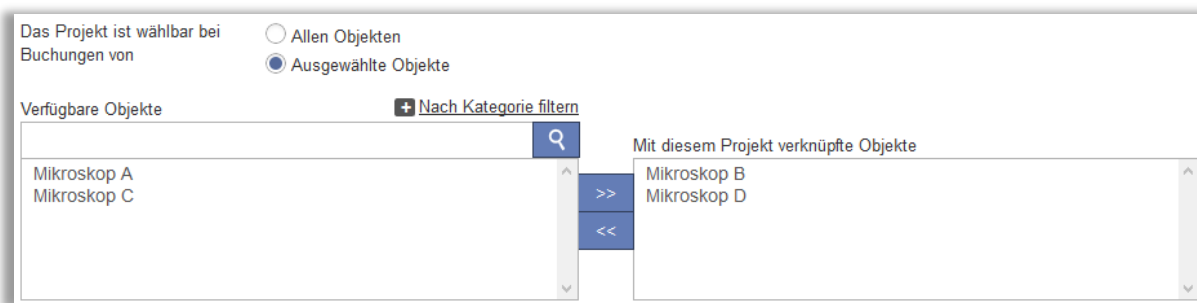 Das Projekt ist wählbar bei
Buchungen von
Allen Objekten
Ausgewählte Objekte
Verfügbare Objekte
Nach Kategorie filtern
Mikroskop A
Mikroskop C
>>
<<
Mit diesem Projekt verknüpfte Objekte
Mikroskop B
Mikroskop D